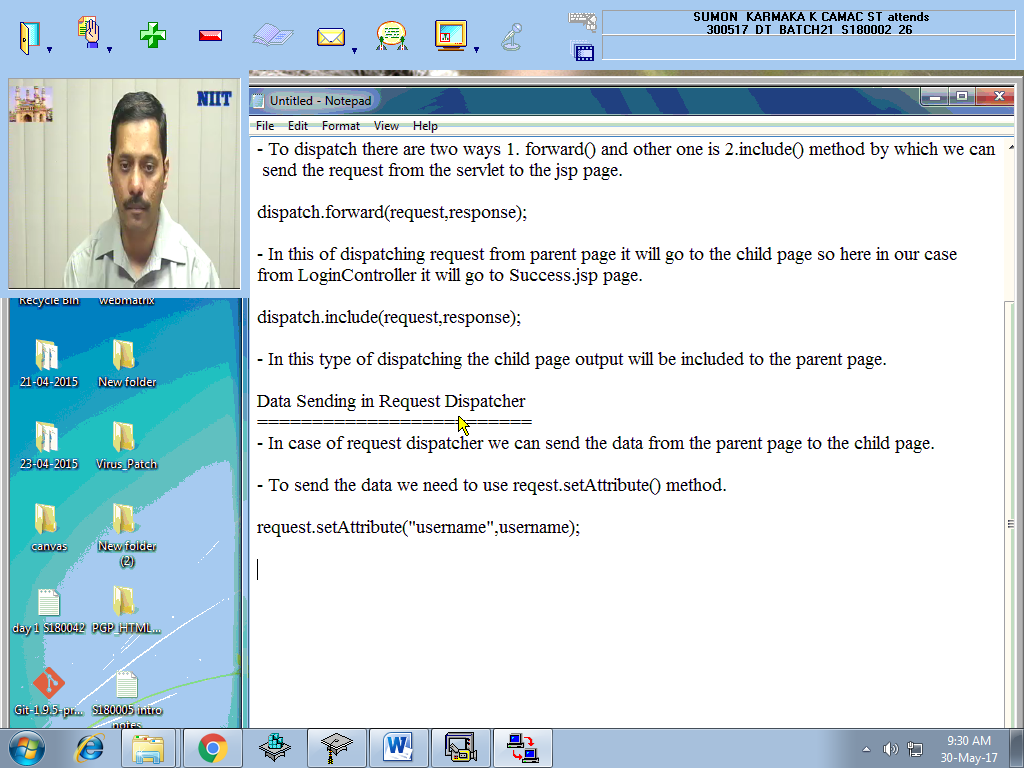 SUMON KARMAKA K CAMAC ST attends
300517_DT_BATCH21_S180002_26
NIIT
Untitled - Notepad
File Edit Format View Help
- To dispatch there are two ways 1. forward() and other one is 2.include() method by which we can
send the request from the servlet to the jsp page.
dispatch.forward(request,response);
- In this of dispatching request from parent page it will go to the child page so here in our case
from LoginController it will go to Success.jsp page.
dispatch.include(request,response);
- In this type of dispatching the child page output will be included to the parent page.
Data Sending in Request Dispatcher
==========================
- In case of request dispatcher we can send the data from the parent page to the child page.
- To send the data we need to use reqest.setAttribute() method.
request.setAttribute("username",username);
Recycle Bin webmatrix
21-04-2015 New folder
23-04-2015 Virus_Patch
canvas New folder
(2)
day 1 S180042 PGP_HTML...
Git-1.9.5-pr... S180005 intro
notes
9:30 AM
30-May-17